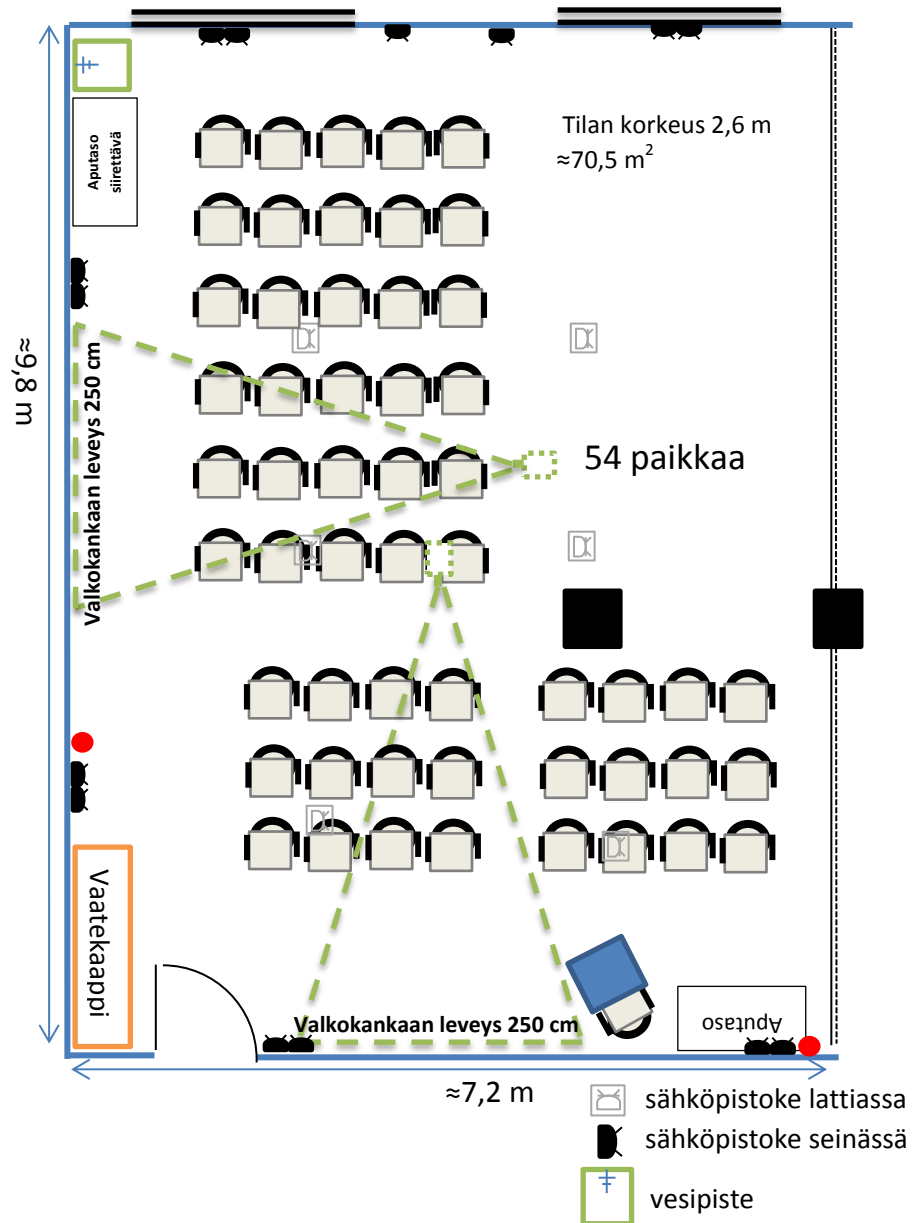 Aputaso
siirrettävä
Tilan korkeus 2,6 m
≈70,5 m²
≈9,8 m
Valkokankaan leveys 250 cm
54 paikkaa
Vaatekaappi
Valkokankaan leveys 250 cm
Aputaso
≈7,2 m
sähköpistoke lattiassa
sähköpistoke seinässä
vesipiste